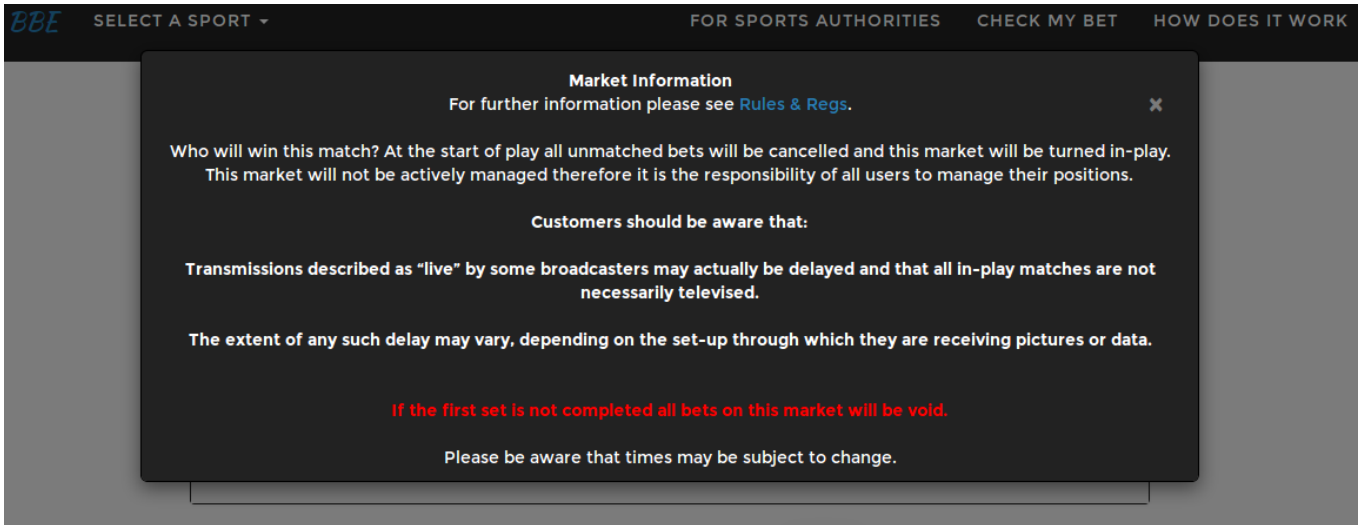 BBE SELECT A SPORT FOR SPORTS AUTHORITIES CHECK MY BET HOW DOES IT WORK
Market Information
For further information please see Rules & Regs.
×
Who will win this match? At the start of play all unmatched bets will be cancelled and this market will be turned in-play.
This market will not be actively managed therefore it is the responsibility of all users to manage their positions.
Customers should be aware that:
Transmissions described as “live” by some broadcasters may actually be delayed and that all in-play matches are not
necessarily televised.
The extent of any such delay may vary, depending on the set-up through which they are receiving pictures or data.
If the first set is not completed all bets on this market will be void.
Please be aware that times may be subject to change.